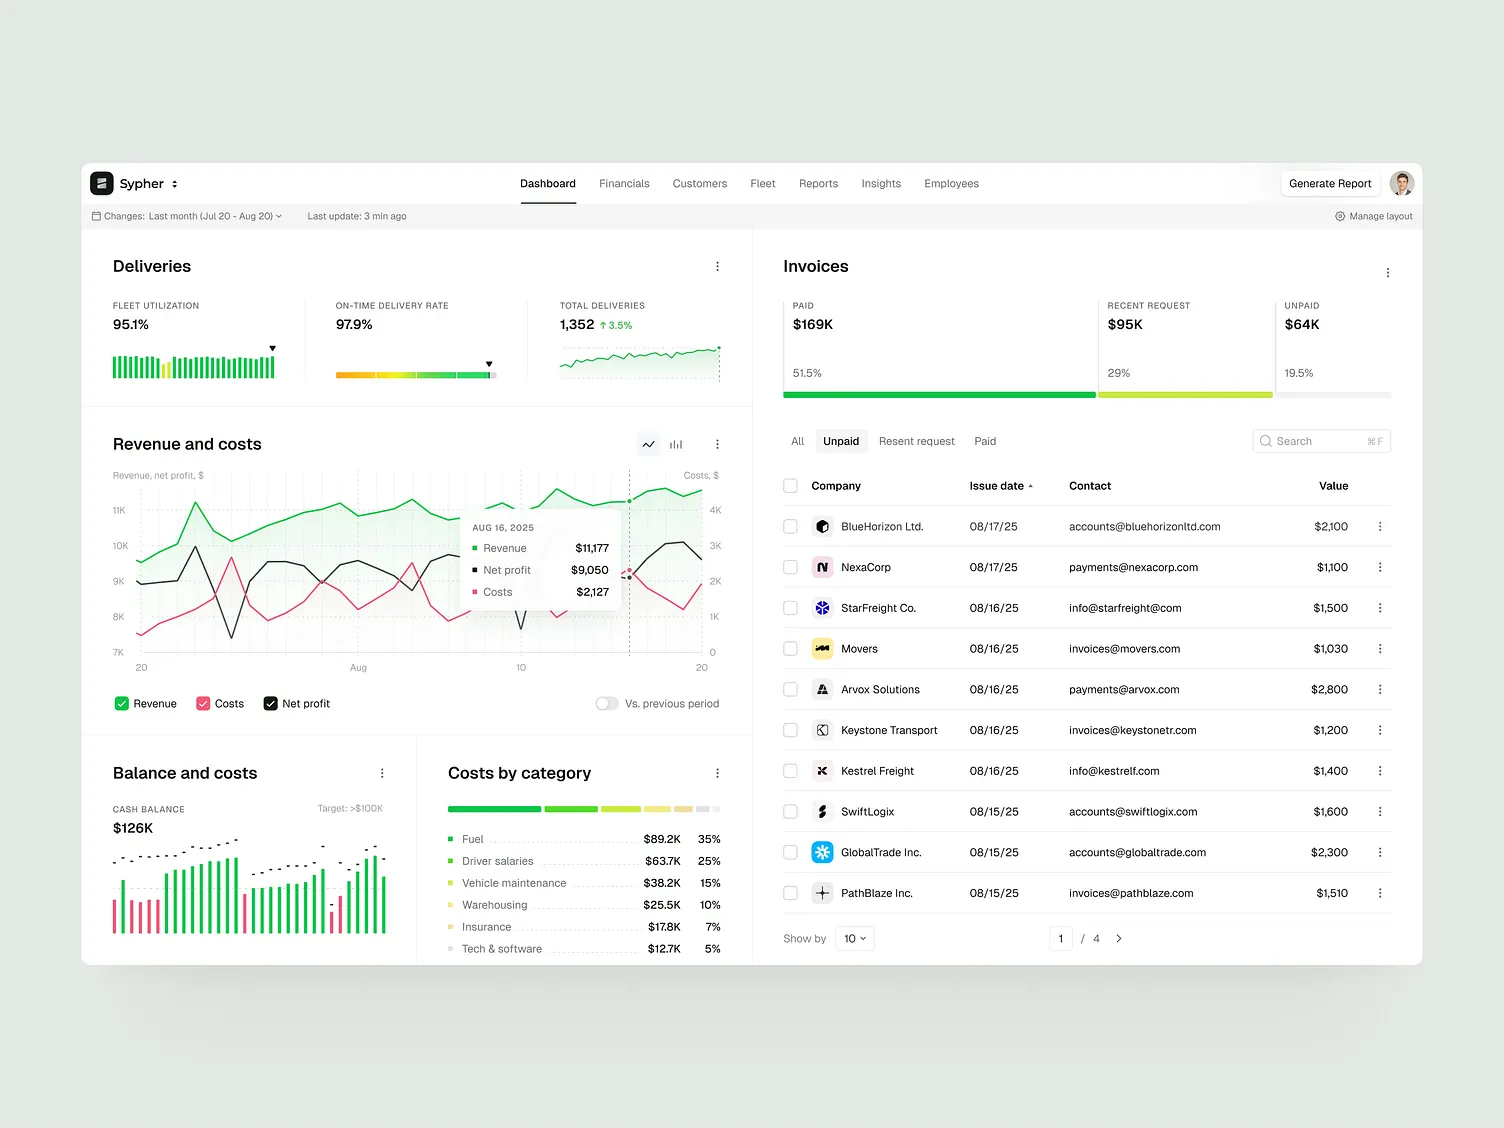 Sypher
Dashboard
Financials
Customers
Fleet
Reports
Insights
Employees
Generate Report
Changes: Last month (Jul 20 - Aug 20)
Last update: 3 min ago
Manage layout
Deliveries
FLEET UTILIZATION
95.1%
ON-TIME DELIVERY RATE
97.9%
TOTAL DELIVERIES
1,352 ↑ 3.5%
Revenue and costs
Revenue, net profit, $
Costs, $
11K
10K
9K
8K
7K
4K
3K
2K
1K
0
20
Aug
10
20
AUG 16, 2025
Revenue $11,177
Net profit $9,050
Costs $2,127
Revenue
Costs
Net profit
Vs. previous period
Balance and costs
CASH BALANCE
Target: >$100K
$126K
Costs by category
Fuel $89.2K 35%
Driver salaries $63.7K 25%
Vehicle maintenance $38.2K 15%
Warehousing $25.5K 10%
Insurance $17.8K 7%
Tech & software $12.7K 5%
Invoices
PAID
$169K
51.5%
RECENT REQUEST
$95K
29%
UNPAID
$64K
19.5%
All
Unpaid
Resent request
Paid
Search ⌘ F
Company Issue date Contact Value
BlueHorizon Ltd. 08/17/25 accounts@bluehorizonltd.com $2,100
NexaCorp 08/17/25 payments@nexacorp.com $1,100
StarFreight Co. 08/16/25 info@starfreight@com $1,500
Movers 08/16/25 invoices@movers.com $1,030
Arvox Solutions 08/16/25 payments@arvox.com $2,800
Keystone Transport 08/16/25 invoices@keystonetr.com $1,200
Kestrel Freight 08/16/25 info@kestrelf.com $1,400
SwiftLogix 08/15/25 accounts@swiftlogix.com $1,600
GlobalTrade Inc. 08/15/25 accounts@globaltrade.com $2,300
PathBlaze Inc. 08/15/25 invoices@pathblaze.com $1,510
Show by 10
1 / 4